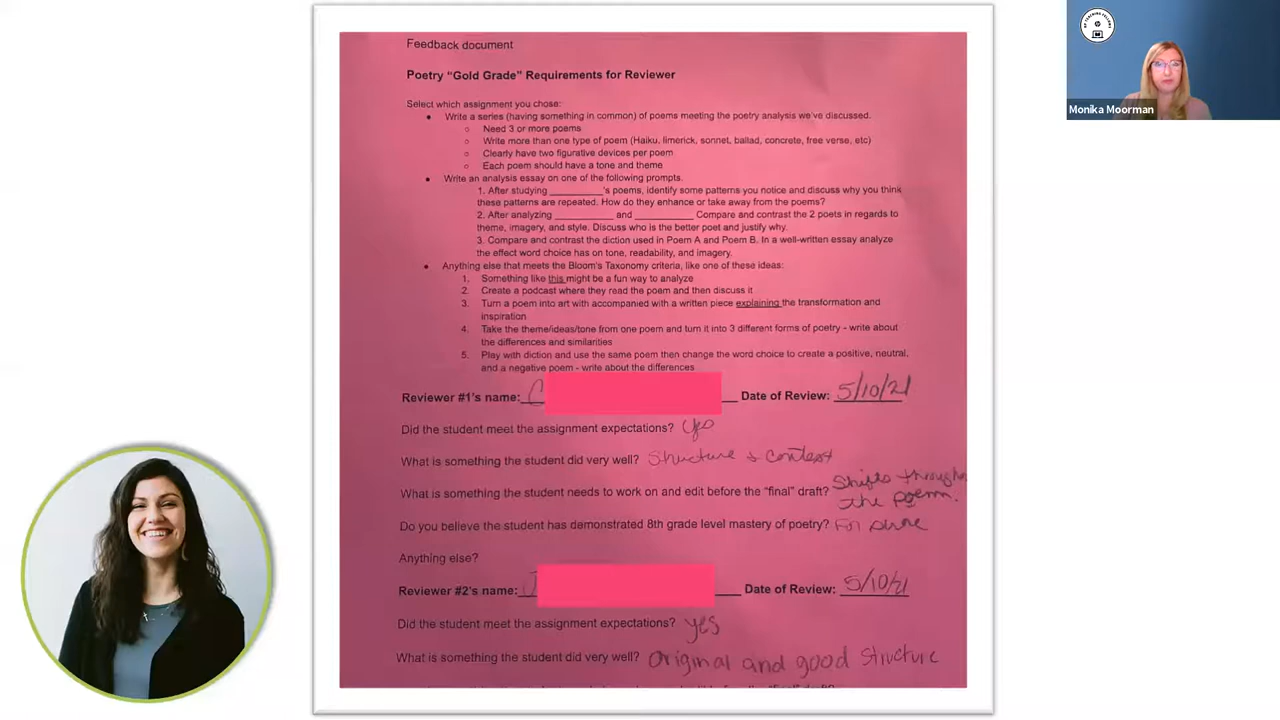 Feedback document
Poetry "Gold Grade" Requirements for Reviewer
Select which assignment you chose:
• Write a series (having something in common) of poems meeting the poetry analysis we've discussed.
○ Need 3 or more poems
○ Write more than one type of poem (Haiku, limerick, sonnet, ballad, concrete, free verse, etc)
○ Clearly have two figurative devices per poem
○ Each poem should have a tone and theme
• Write an analysis essay on one of the following prompts.
1. After studying __________'s poems, identify some patterns you notice and discuss why you think
these patterns are repeated. How do they enhance or take away from the poems?
2. After analyzing ___________ and ___________ Compare and contrast the 2 poets in regards to
theme, imagery, and style. Discuss who is the better poet and justify why.
3. Compare and contrast the diction used in Poem A and Poem B. In a well-written essay analyze
the effect word choice has on tone, readability, and imagery.
• Anything else that meets the Bloom's Taxonomy criteria, like one of these ideas:
1. Something like this might be a fun way to analyze
2. Create a podcast where they read the poem and then discuss it
3. Turn a poem into art with accompanied with a written piece explaining the transformation and
inspiration
4. Take the theme/ideas/tone from one poem and turn it into 3 different forms of poetry - write about
the differences and similarities
5. Play with diction and use the same poem then change the word choice to create a positive, neutral,
and a negative poem - write about the differences
Reviewer #1's name: C Date of Review: 5/10/21
Did the student meet the assignment expectations? yes
What is something the student did very well? Structure & context
What is something the student needs to work on and edit before the "final" draft? Shifts
the poem.
Do you believe the student has demonstrated 8th grade level mastery of poetry? For sure
Anything else?
Reviewer #2's name: J Date of Review: 5/10/21
Did the student meet the assignment expectations? yes
What is something the student did very well? Original and good structure
Monika Moorman